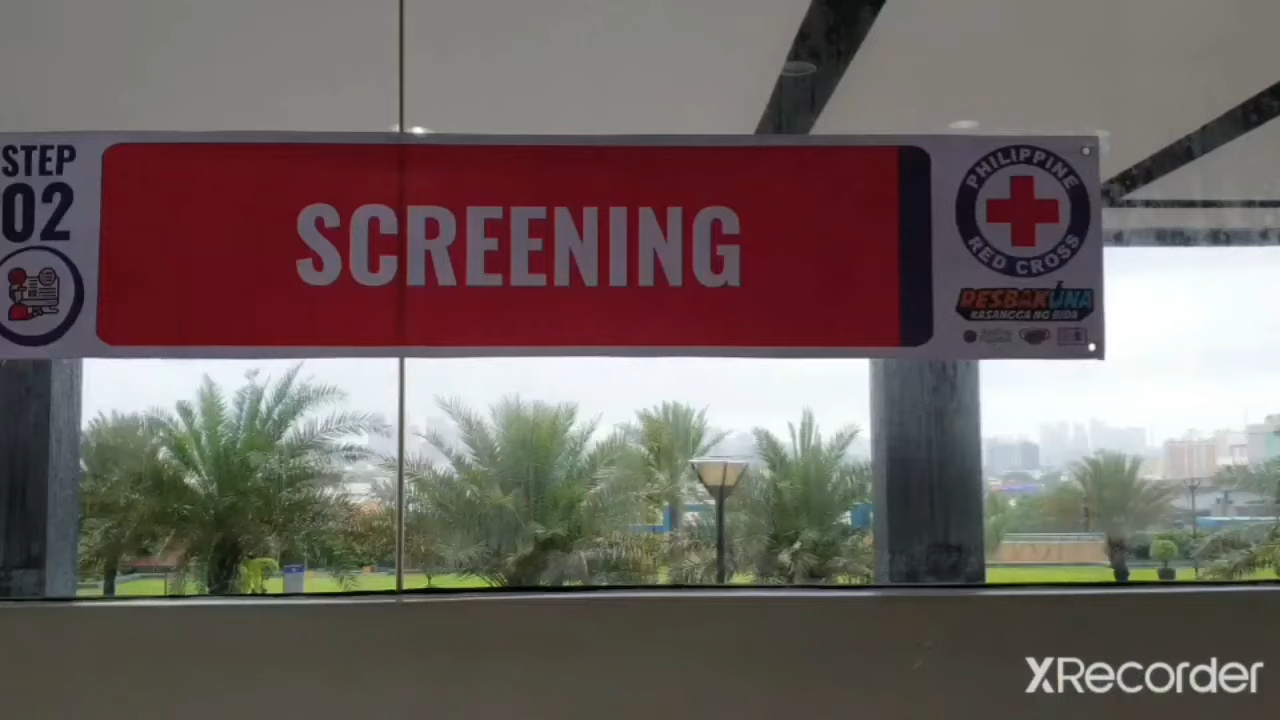 STEP
02
SCREENING
PHILIPPINE
RED CROSS
RESBAKUNA
KASANGGA NG BIDA
XRecorder